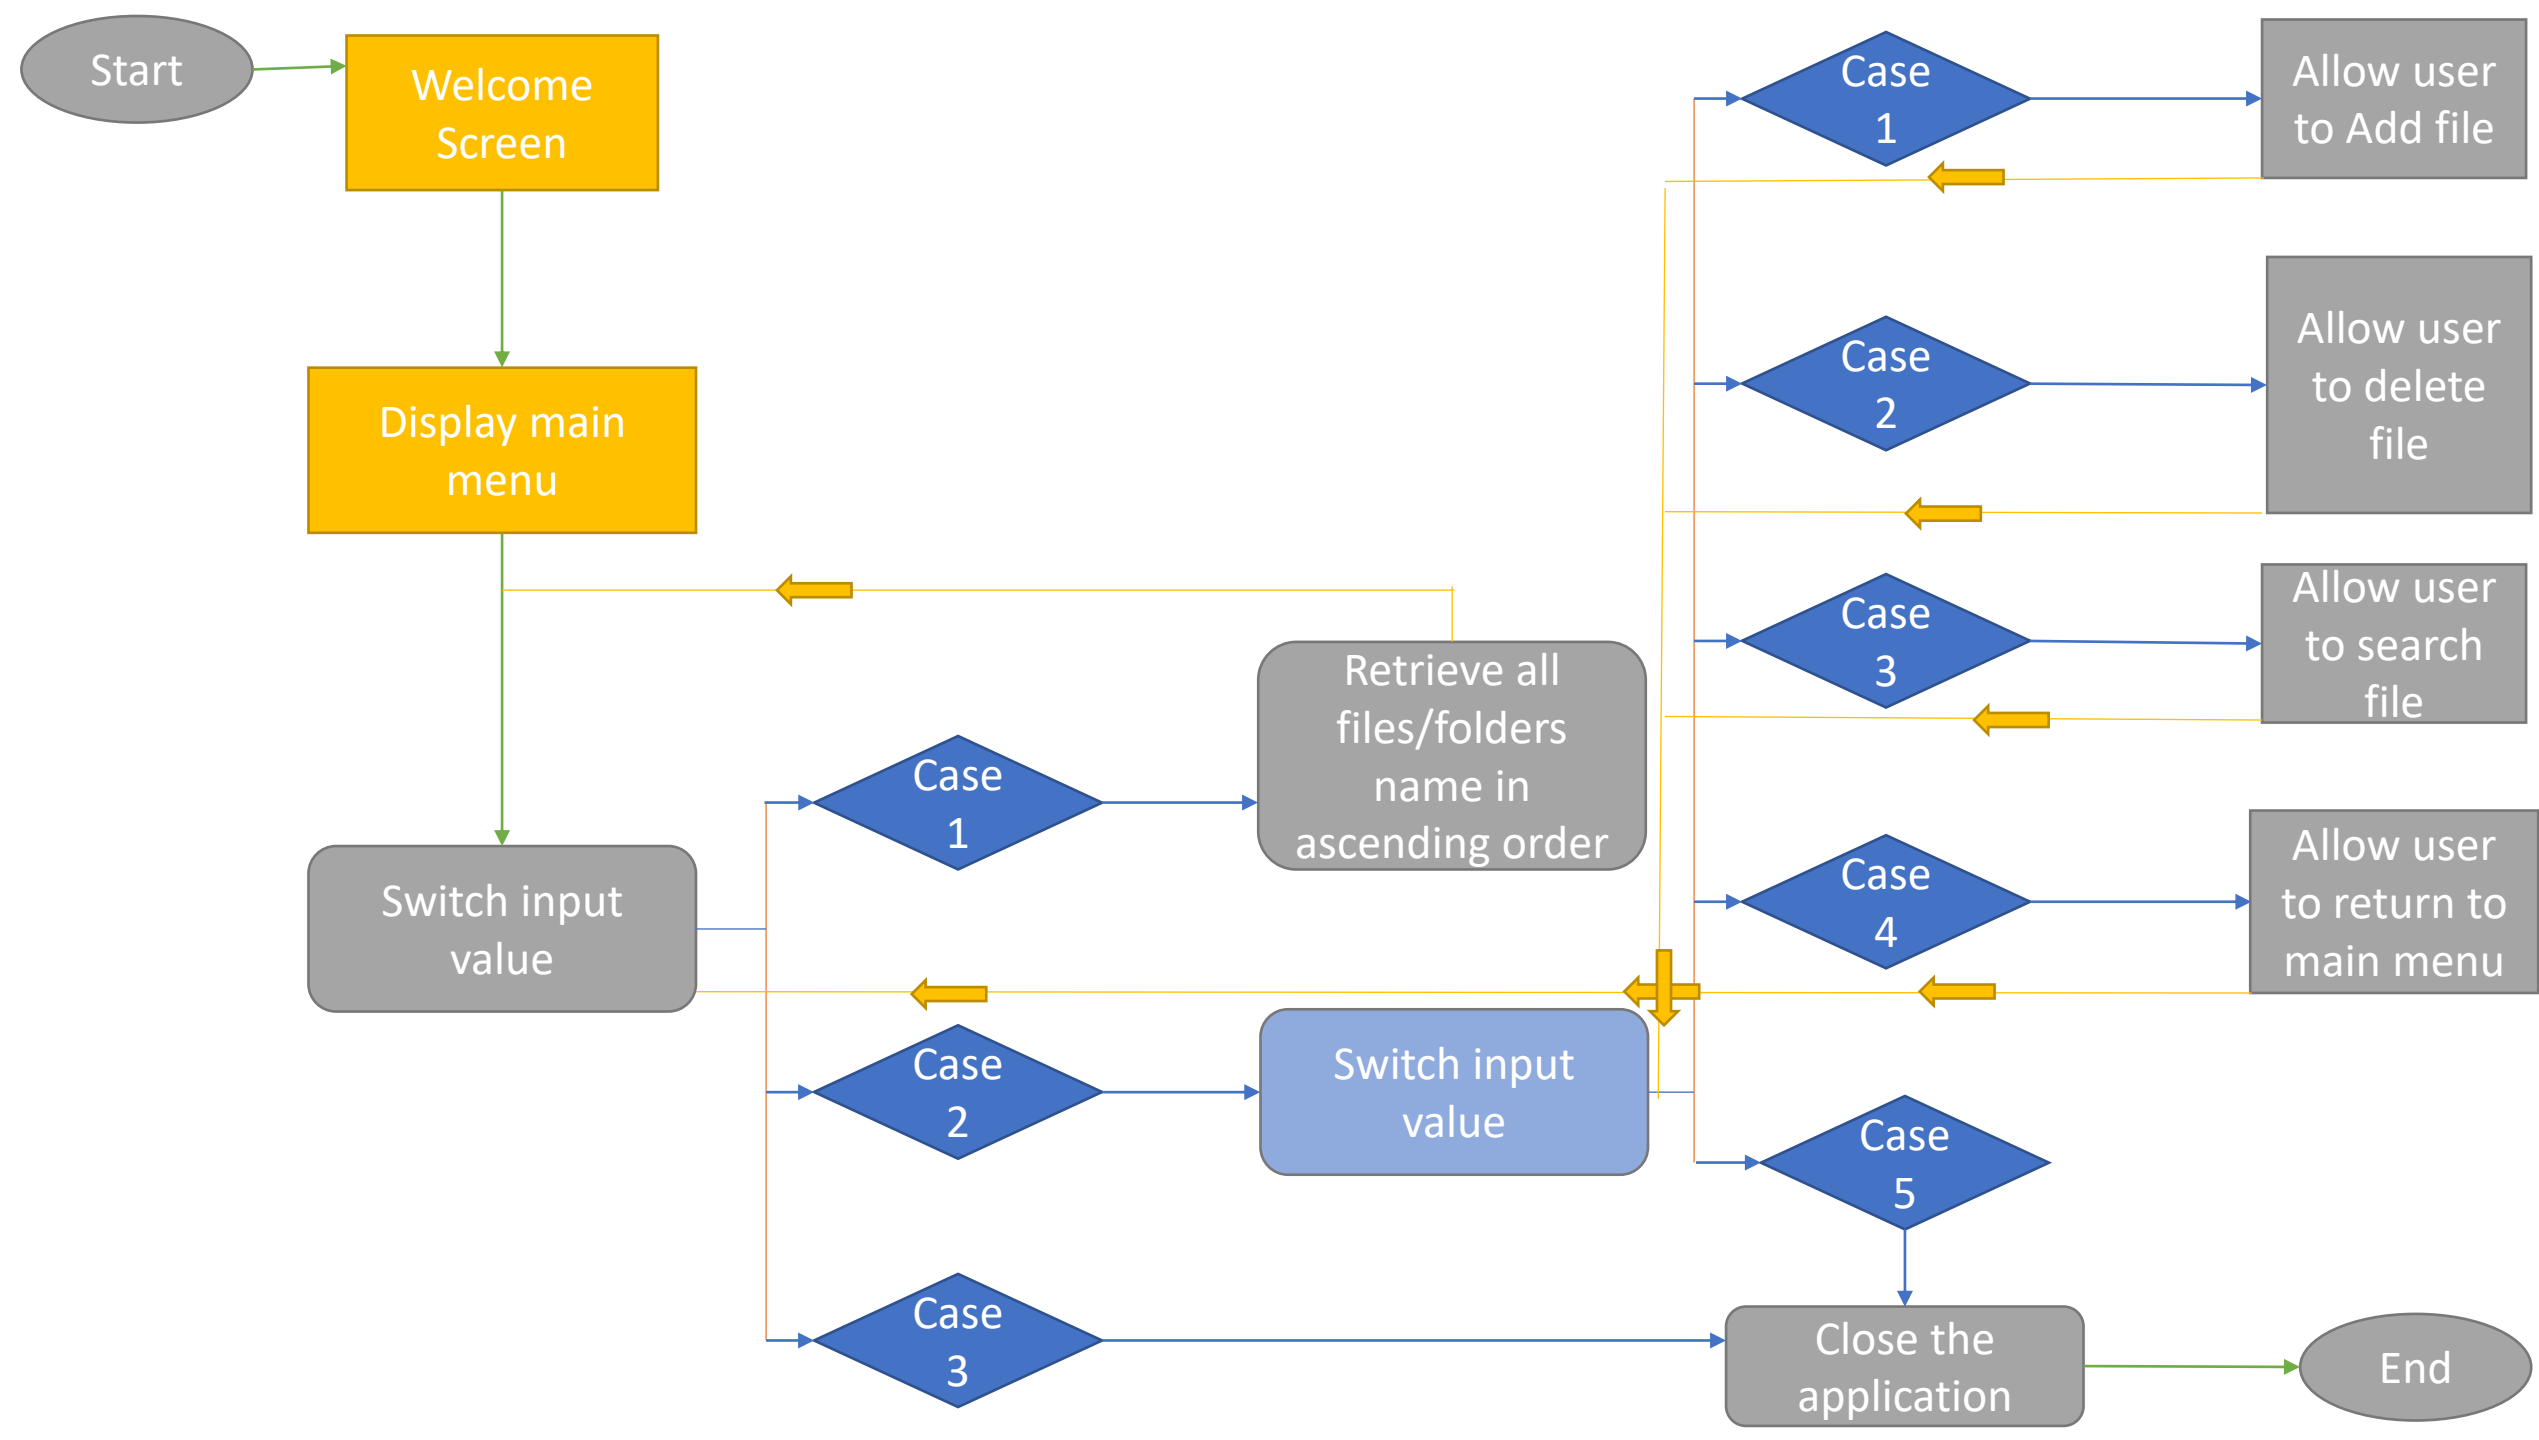 Start
Welcome
Screen
Display main
menu
Switch input
value
Case
1
Retrieve all
files/folders
name in
ascending order
Case
2
Switch input
value
Case
3
Case
1
Allow user
to Add file
Case
2
Allow user
to delete
file
Case
3
Allow user
to search
file
Case
4
Allow user
to return to
main menu
Case
5
Close the
application
End